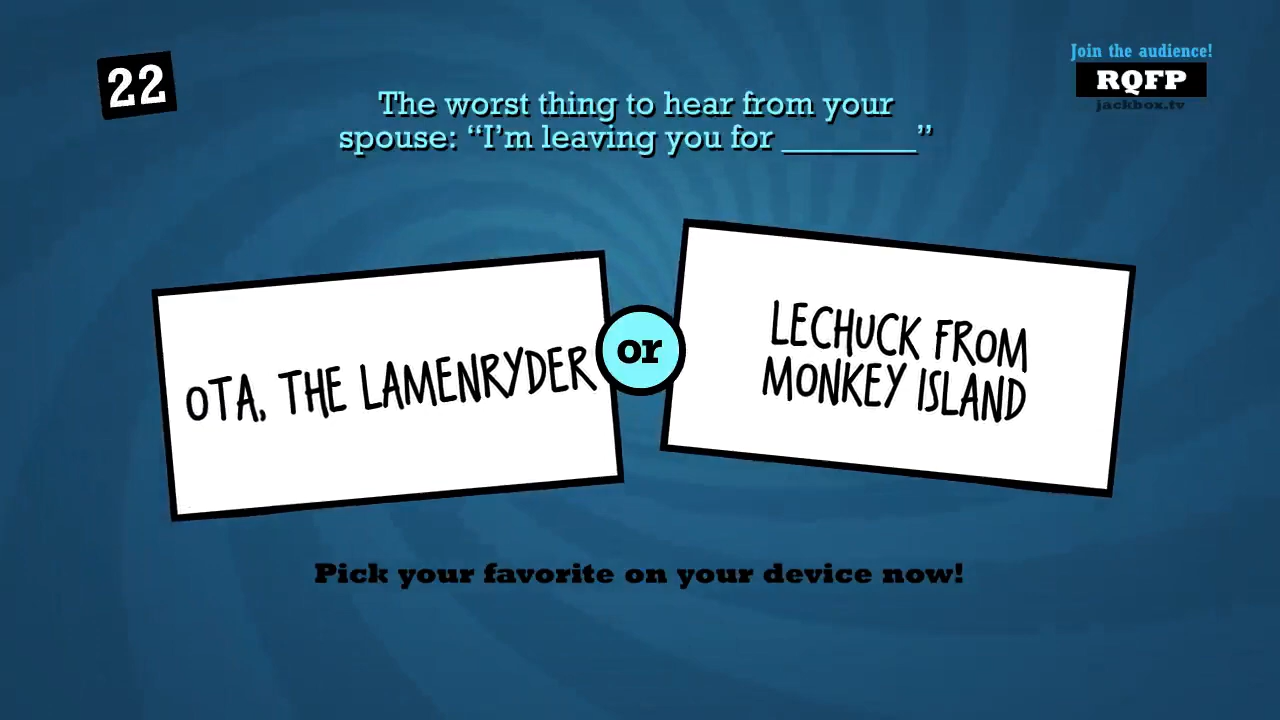 22
Join the audience!
RQFP
jackbox.tv
The worst thing to hear from your
spouse: “I’m leaving you for ________”
OTA, THE LAMENRYDER
or
LECHUCK FROM
MONKEY ISLAND
Pick your favorite on your device now!